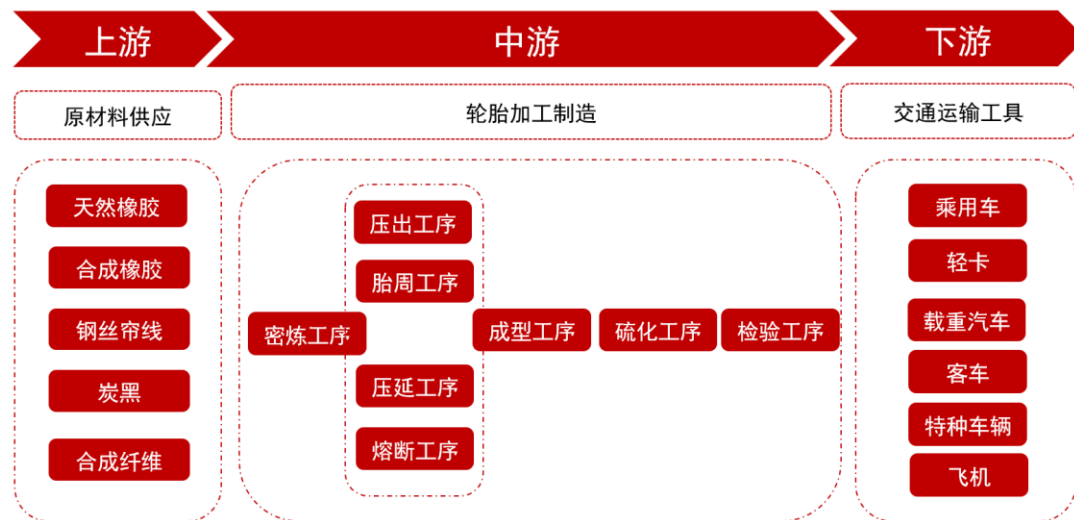 上游
中游
下游
原材料供应
轮胎加工制造
交通运输工具
天然橡胶
合成橡胶
钢丝帘线
炭黑
合成纤维
密炼工序
压出工序
胎周工序
压延工序
熔断工序
成型工序
硫化工序
检验工序
乘用车
轻卡
载重汽车
客车
特种车辆
飞机